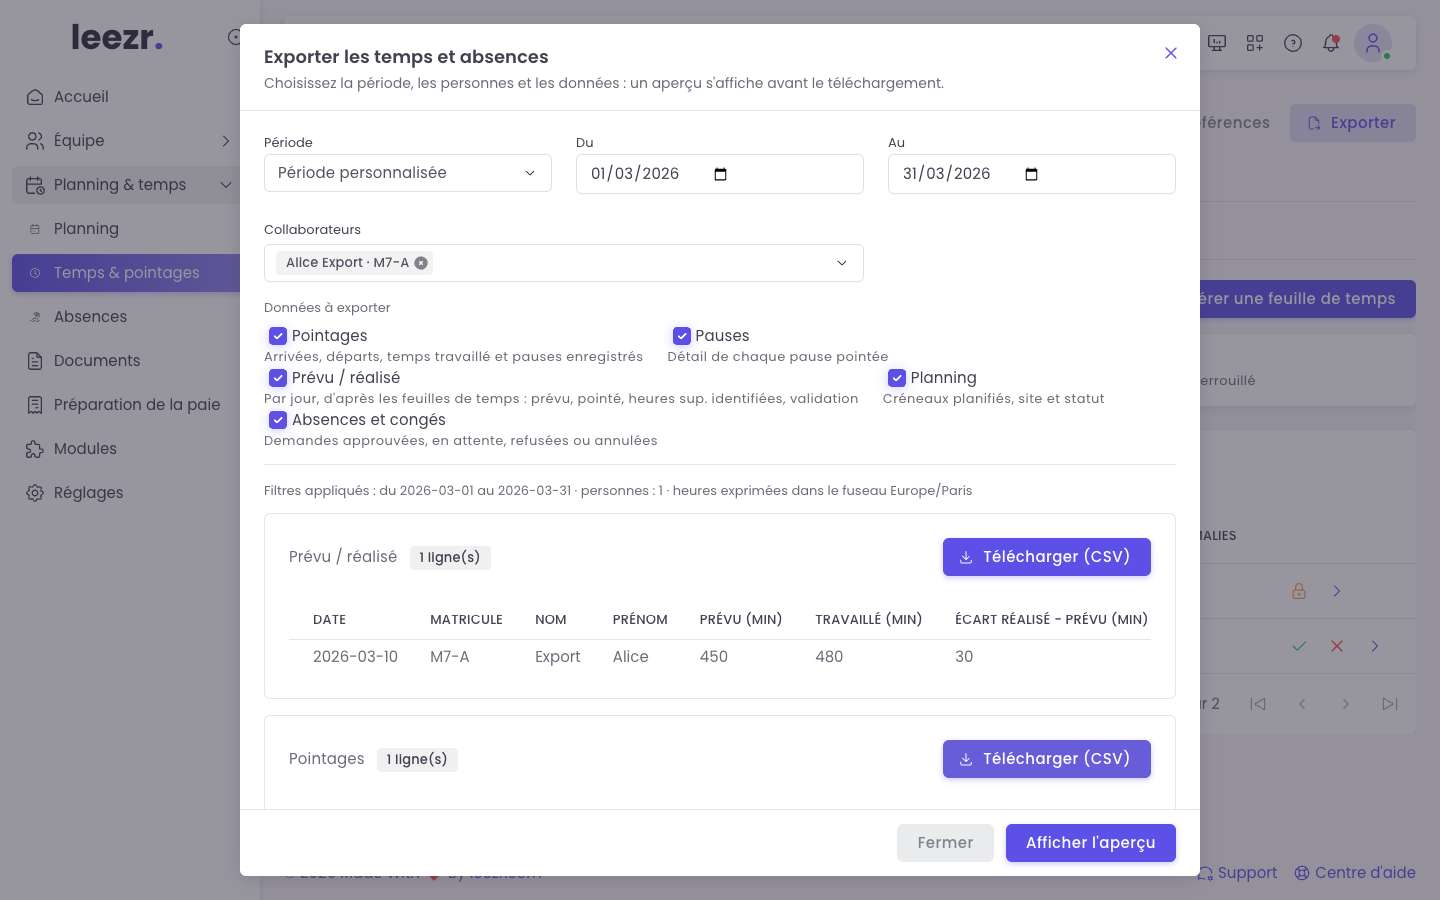 leezr.
Accueil
Équipe
Planning & temps
Planning
Temps & pointages
Absences
Documents
Préparation de la paie
Modules
Réglages
Exporter les temps et absences
Choisissez la période, les personnes et les données : un aperçu s'affiche avant le téléchargement.
Période
Du
Au
Période personnalisée
01/03/2026
31/03/2026
Collaborateurs
Alice Export · M7-A
Données à exporter
Pointages
Pauses
Arrivées, départs, temps travaillé et pauses enregistrés
Détail de chaque pause pointée
Prévu / réalisé
Planning
Par jour, d'après les feuilles de temps : prévu, pointé, heures sup. identifiées, validation
Créneaux planifiés, site et statut
Absences et congés
Demandes approuvées, en attente, refusées ou annulées
Filtres appliqués : du 2026-03-01 au 2026-03-31 · personnes : 1 · heures exprimées dans le fuseau Europe/Paris
Prévu / réalisé 1 ligne(s)
Télécharger (CSV)
DATE MATRICULE NOM PRÉNOM PRÉVU (MIN) TRAVAILLÉ (MIN) ÉCART RÉALISÉ - PRÉVU (MIN)
2026-03-10 M7-A Export Alice 450 480 30
Pointages 1 ligne(s)
Télécharger (CSV)
Fermer
Afficher l'aperçu
Exporter
une feuille de temps
2
Support
Centre d'aide